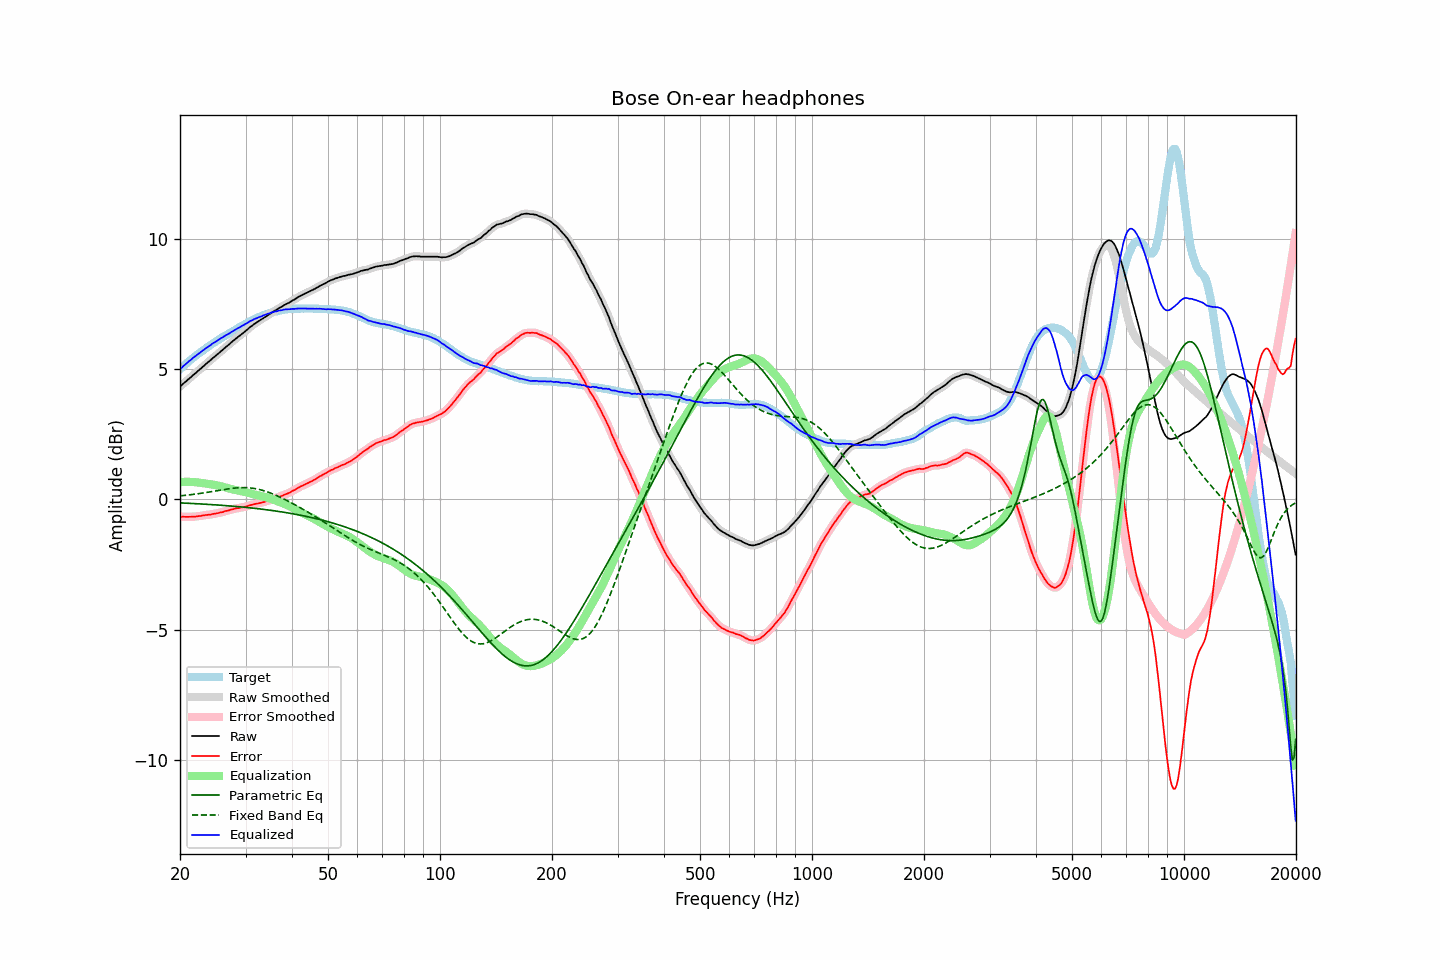 Bose On-ear headphones
Amplitude (dBr)
10
5
0
−5
−10
Target
Raw Smoothed
Error Smoothed
Raw
Error
Equalization
Parametric Eq
Fixed Band Eq
Equalized
20 50 100 200 500 1000 2000 5000 10000 20000
Frequency (Hz)